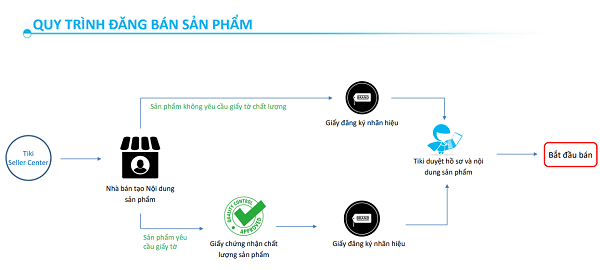 QUY TRÌNH ĐĂNG BÁN SẢN PHẨM
Sản phẩm không yêu cầu giấy tờ chất lượng
BRAND
Giấy đăng ký nhãn hiệu
Tiki
Seller Center
Nhà bán tạo Nội dung
sản phẩm
Tiki duyệt hồ sơ và nội
dung sản phẩm
Bắt đầu bán
Sản phẩm yêu
cầu giấy tờ
QUALITY CONTROL
APPROVED
Giấy chứng nhận chất
lượng sản phẩm
BRAND
Giấy đăng ký nhãn hiệu